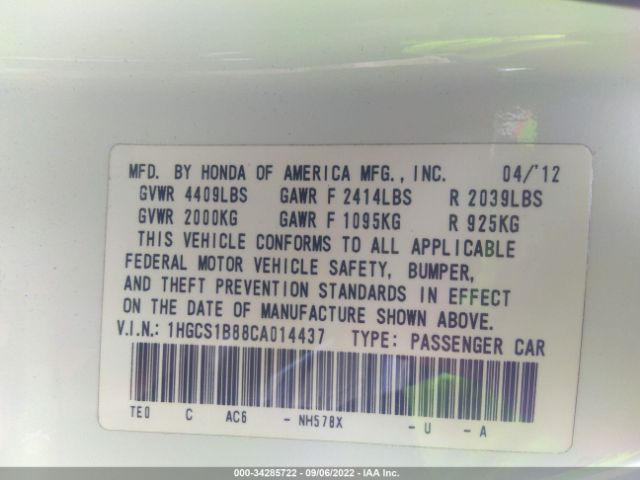 MFD. BY HONDA OF AMERICA MFG., INC. 04/'12
GVWR 4409LBS GAWR F 2414LBS R 2039LBS
GVWR 2000KG GAWR F 1095KG R 925KG
THIS VEHICLE CONFORMS TO ALL APPLICABLE
FEDERAL MOTOR VEHICLE SAFETY, BUMPER,
AND THEFT PREVENTION STANDARDS IN EFFECT
ON THE DATE OF MANUFACTURE SHOWN ABOVE.
V.I.N.: 1HGCS1B88CA014437 TYPE: PASSENGER CAR
TE0 C AC6 - NH578X - U - A
000-34285722 - 09/06/2022 - IAA Inc.